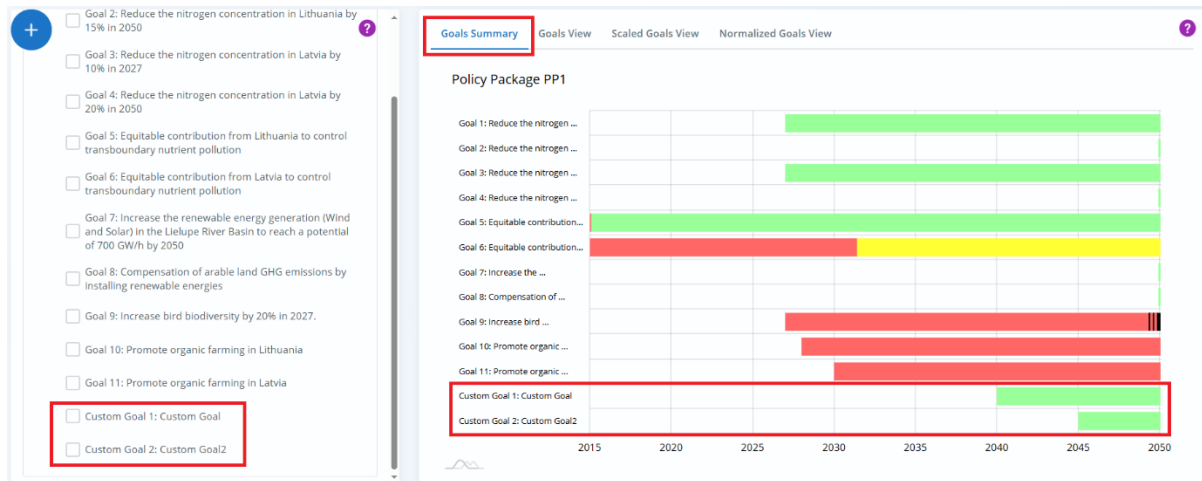 +
Goal 2: Reduce the nitrogen concentration in Lithuania by
15% in 2050
?
Goal 3: Reduce the nitrogen concentration in Latvia by
10% in 2027
Goal 4: Reduce the nitrogen concentration in Latvia by
20% in 2050
Goal 5: Equitable contribution from Lithuania to control
transboundary nutrient pollution
Goal 6: Equitable contribution from Latvia to control
transboundary nutrient pollution
Goal 7: Increase the renewable energy generation (Wind
and Solar) in the Lielupe River Basin to reach a potential
of 700 GW/h by 2050
Goal 8: Compensation of arable land GHG emissions by
installing renewable energies
Goal 9: Increase bird biodiversity by 20% in 2027.
Goal 10: Promote organic farming in Lithuania
Goal 11: Promote organic farming in Latvia
Custom Goal 1: Custom Goal
Custom Goal 2: Custom Goal2
Goals Summary Goals View Scaled Goals View Normalized Goals View
?
Policy Package PP1
Goal 1: Reduce the nitrogen ...
Goal 2: Reduce the nitrogen ...
Goal 3: Reduce the nitrogen ...
Goal 4: Reduce the nitrogen ...
Goal 5: Equitable contribution...
Goal 6: Equitable contribution...
Goal 7: Increase the ...
Goal 8: Compensation of ...
Goal 9: Increase bird ...
Goal 10: Promote organic ...
Goal 11: Promote organic ...
Custom Goal 1: Custom Goal
Custom Goal 2: Custom Goal2
2015 2020 2025 2030 2035 2040 2045 2050